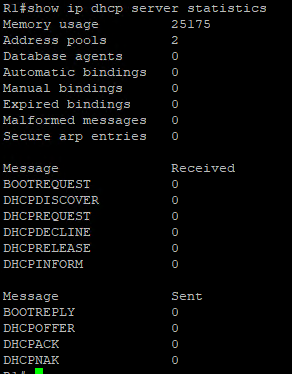 R1#show ip dhcp server statistics
Memory usage 25175
Address pools 2
Database agents 0
Automatic bindings 0
Manual bindings 0
Expired bindings 0
Malformed messages 0
Secure arp entries 0
Message Received
BOOTREQUEST 0
DHCPDISCOVER 0
DHCPREQUEST 0
DHCPDECLINE 0
DHCPRELEASE 0
DHCPINFORM 0
Message Sent
BOOTREPLY 0
DHCPOFFER 0
DHCPACK 0
DHCPNAK 0
R1#